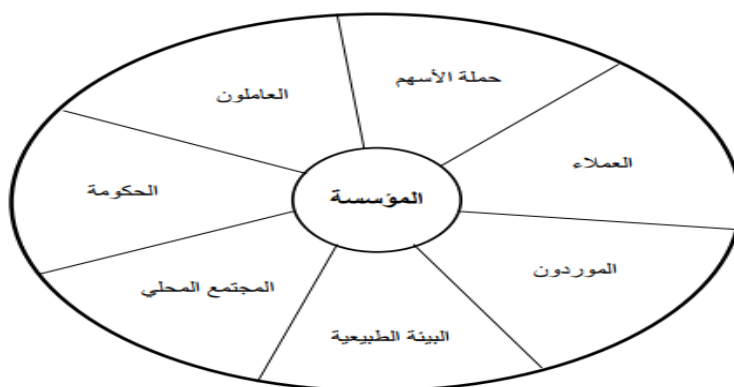 حملة الأسهم
العاملون
العملاء
الحكومة
المؤسسة
الموردون
المجتمع المحلي
البيئة الطبيعية